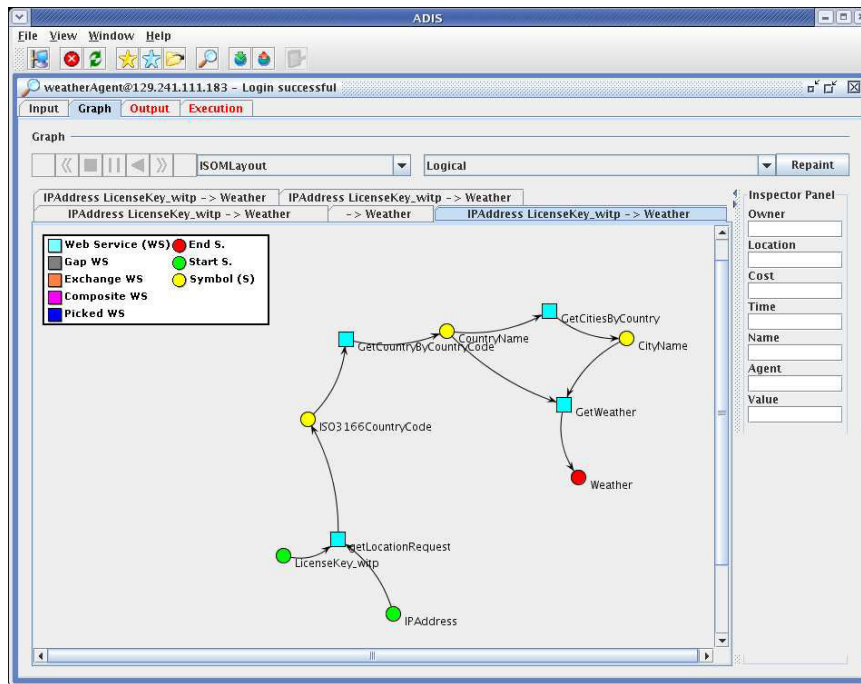 ADIS
File View Window Help
weatherAgent@129.241.111.183 - Login successful
Input Graph Output Execution
Graph
ISOMLayout Logical Repaint
IPAddress LicenseKey_witp -> Weather IPAddress LicenseKey_witp -> Weather
IPAddress LicenseKey_witp -> Weather -> Weather IPAddress LicenseKey_witp -> Weather
Web Service (WS) End S.
Gap WS Start S.
Exchange WS Symbol (S)
Composite WS
Picked WS
GetCitiesByCountry
CountryName
GetCountryByCountryCode
CityName
GetWeather
ISO3166CountryCode
Weather
getLocationRequest
LicenseKey_witp
IPAddress
Inspector Panel
Owner
Location
Cost
Time
Name
Agent
Value